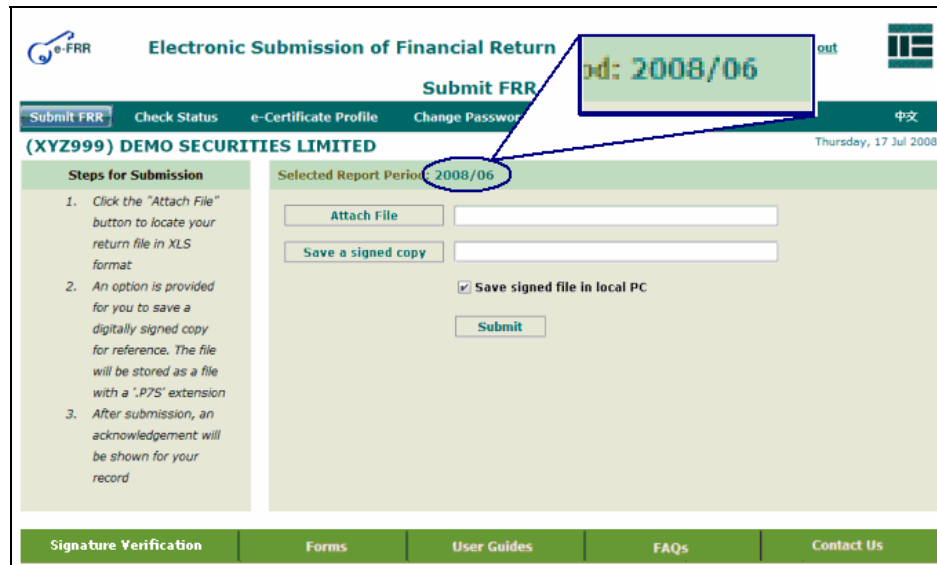 e-FRR
Electronic Submission of Financial Return
out
Submit FRR
od: 2008/06
Submit FRR
Check Status
e-Certificate Profile
Change Passwor
中文
(XYZ999) DEMO SECURITIES LIMITED
Thursday, 17 Jul 2008
Steps for Submission
1. Click the "Attach File"
button to locate your
return file in XLS
format
2. An option is provided
for you to save a
digitally signed copy
for reference. The file
will be stored as a file
with a '.P7S' extension
3. After submission, an
acknowledgement will
be shown for your
record
Selected Report Period: 2008/06
Attach File
Save a signed copy
Save signed file in local PC
Submit
Signature Verification
Forms
User Guides
FAQs
Contact Us